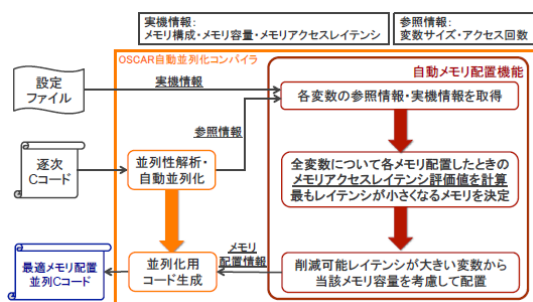 実機情報：
メモリ構成・メモリ容量・メモリアクセスレイテンシ
参照情報：
変数サイズ・アクセス回数
OSCAR自動並列化コンパイラ
自動メモリ配置機能
設定
ファイル
実機情報
各変数の参照情報・実機情報を取得
参照情報
逐次
Cコード
並列性解析・
自動並列化
全変数について各メモリ配置したときの
メモリアクセスレイテンシ評価値を計算
最もレイテンシが小さくなるメモリを決定
最適メモリ配置
並列Cコード
並列化用
コード生成
メモリ
配置情報
削減可能レイテンシが大きい変数から
当該メモリ容量を考慮して配置